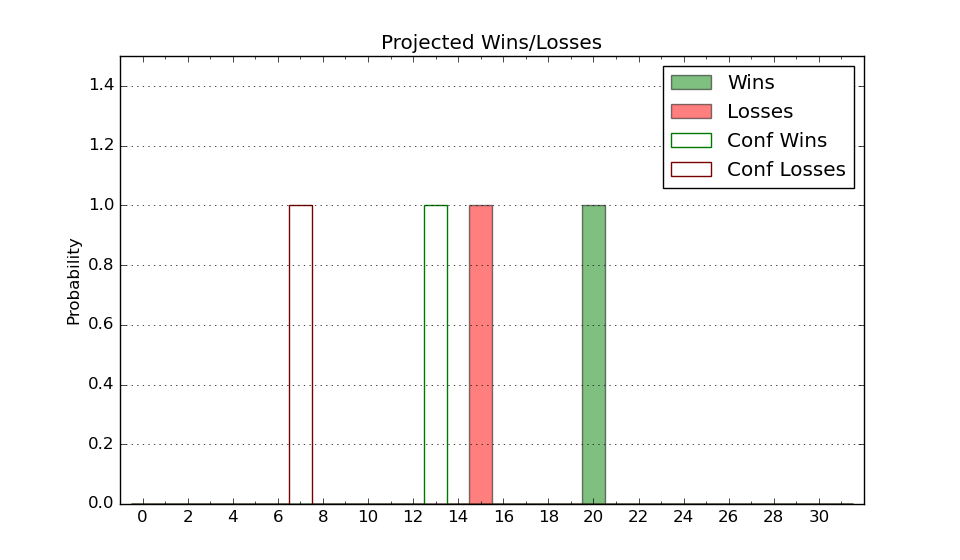 Projected Wins/Losses
1.4
1.2
1.0
0.8
0.6
0.4
0.2
0.0
Probability
Wins
Losses
Conf Wins
Conf Losses
0 2 4 6 8 10 12 14 16 18 20 22 24 26 28 30